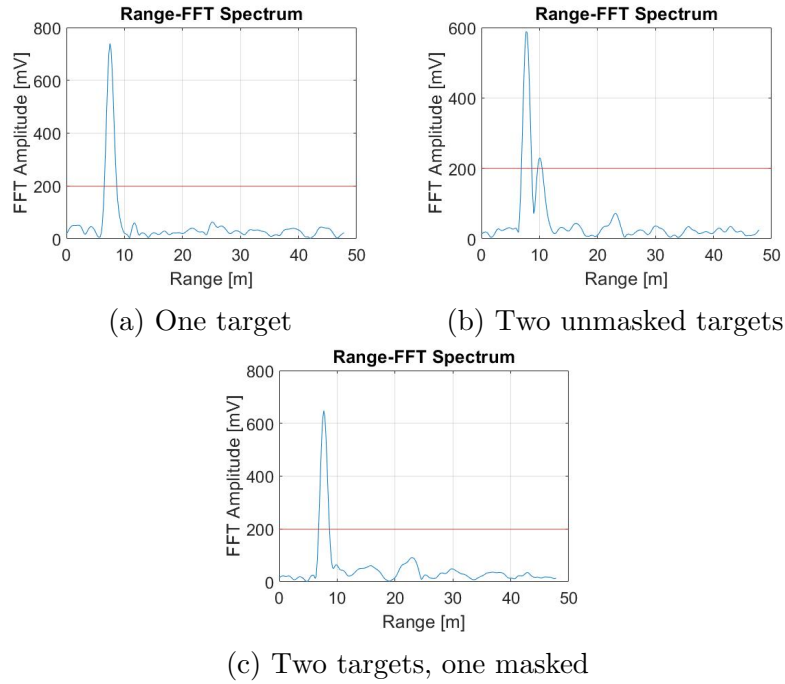 Range-FFT Spectrum
FFT Amplitude [mV]
800
600
400
200
0
0 10 20 30 40 50
Range [m]
(a) One target
Range-FFT Spectrum
FFT Amplitude [mV]
600
400
200
0
0 10 20 30 40 50
Range [m]
(b) Two unmasked targets
Range-FFT Spectrum
FFT Amplitude [mV]
800
600
400
200
0
0 10 20 30 40 50
Range [m]
(c) Two targets, one masked